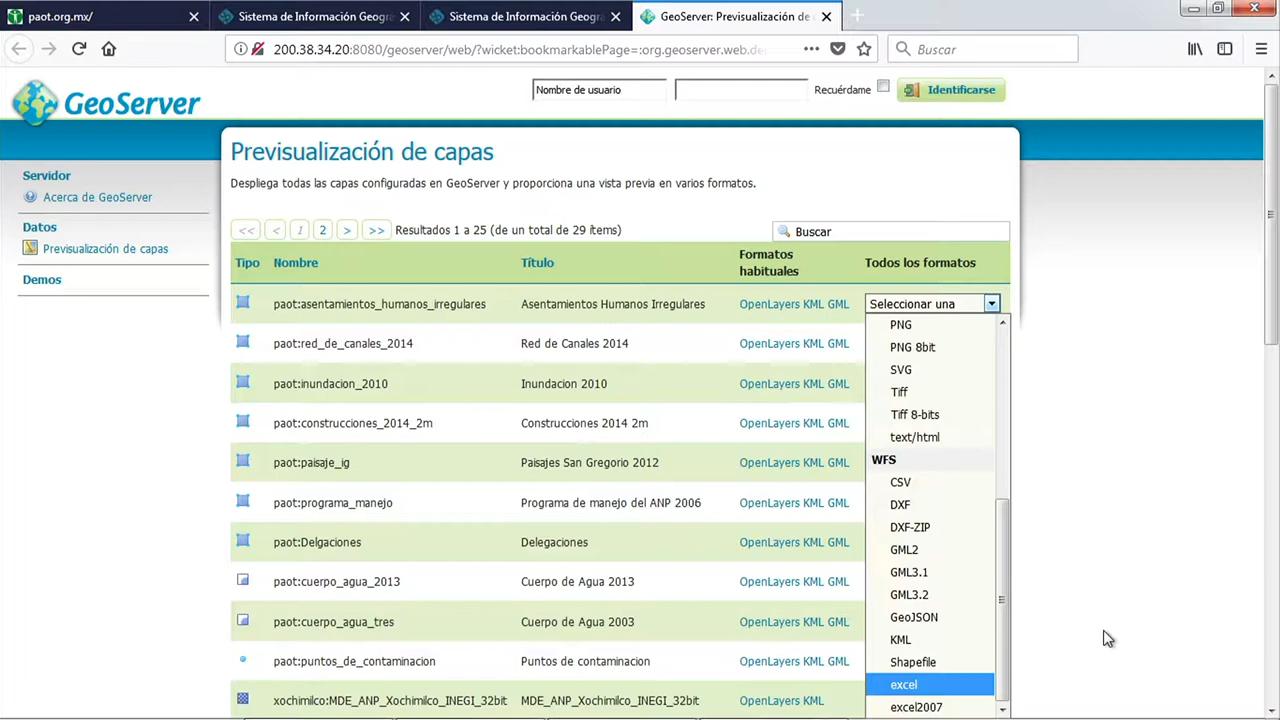 paot.org.mx/
Sistema de Información Geogra
Sistema de Información Geogra
GeoServer: Previsualización de
200.38.34.20:8080/geoserver/web/?wicket:bookmarkablePage=:org.geoserver.web.de
Buscar
GeoServer
Nombre de usuario
Recuérdame
Identificarse
Servidor
Acerca de GeoServer
Datos
Previsualización de capas
Demos
Previsualización de capas
Despliega todas las capas configuradas en GeoServer y proporciona una vista previa en varios formatos.
<< < 1 2 > >> Resultados 1 a 25 (de un total de 29 ítems)
Buscar
Tipo Nombre Título Formatos habituales Todos los formatos
paot:asentamientos_humanos_irregulares Asentamientos Humanos Irregulares OpenLayers KML GML Seleccionar una
paot:red_de_canales_2014 Red de Canales 2014 OpenLayers KML GML
paot:inundacion_2010 Inundacion 2010 OpenLayers KML GML
paot:construcciones_2014_2m Construcciones 2014 2m OpenLayers KML GML
paot:paisaje_ig Paisajes San Gregorio 2012 OpenLayers KML GML
paot:programa_manejo Programa de manejo del ANP 2006 OpenLayers KML GML
paot:Delgaciones Delegaciones OpenLayers KML GML
paot:cuerpo_agua_2013 Cuerpo de Agua 2013 OpenLayers KML GML
paot:cuerpo_agua_tres Cuerpo de Agua 2003 OpenLayers KML GML
paot:puntos_de_contaminacion Puntos de contaminacion OpenLayers KML GML
xochimilco:MDE_ANP_Xochimilco_INEGI_32bit MDE_ANP_Xochimilco_INEGI_32bit OpenLayers KML
PNG
PNG 8bit
SVG
Tiff
Tiff 8-bits
text/html
WFS
CSV
DXF
DXF-ZIP
GML2
GML3.1
GML3.2
GeoJSON
KML
Shapefile
excel
excel2007